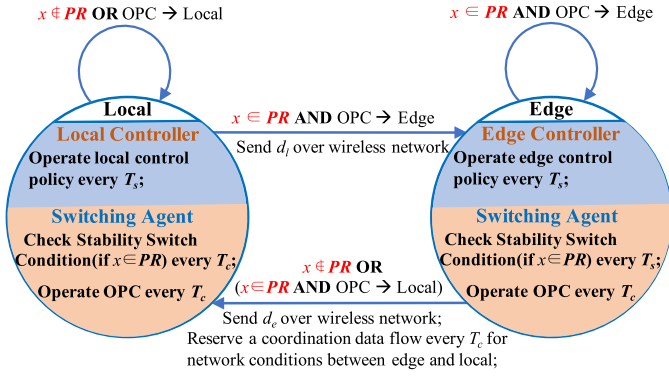 x ∉ PR OR OPC → Local
x ∈ PR AND OPC → Edge
Local
Local Controller
Operate local control
policy every Ts;
Switching Agent
Check Stability Switch
Condition(if x∈PR) every Tc;
Operate OPC every Tc
x ∈ PR AND OPC → Edge
Send dl over wireless network
Edge
Edge Controller
Operate edge control
policy every Ts;
Switching Agent
Check Stability Switch
Condition(if x∈PR) every Ts;
Operate OPC every Tc
x ∉ PR OR
(x∈PR AND OPC → Local)
Send de over wireless network;
Reserve a coordination data flow every Tc for
network conditions between edge and local;